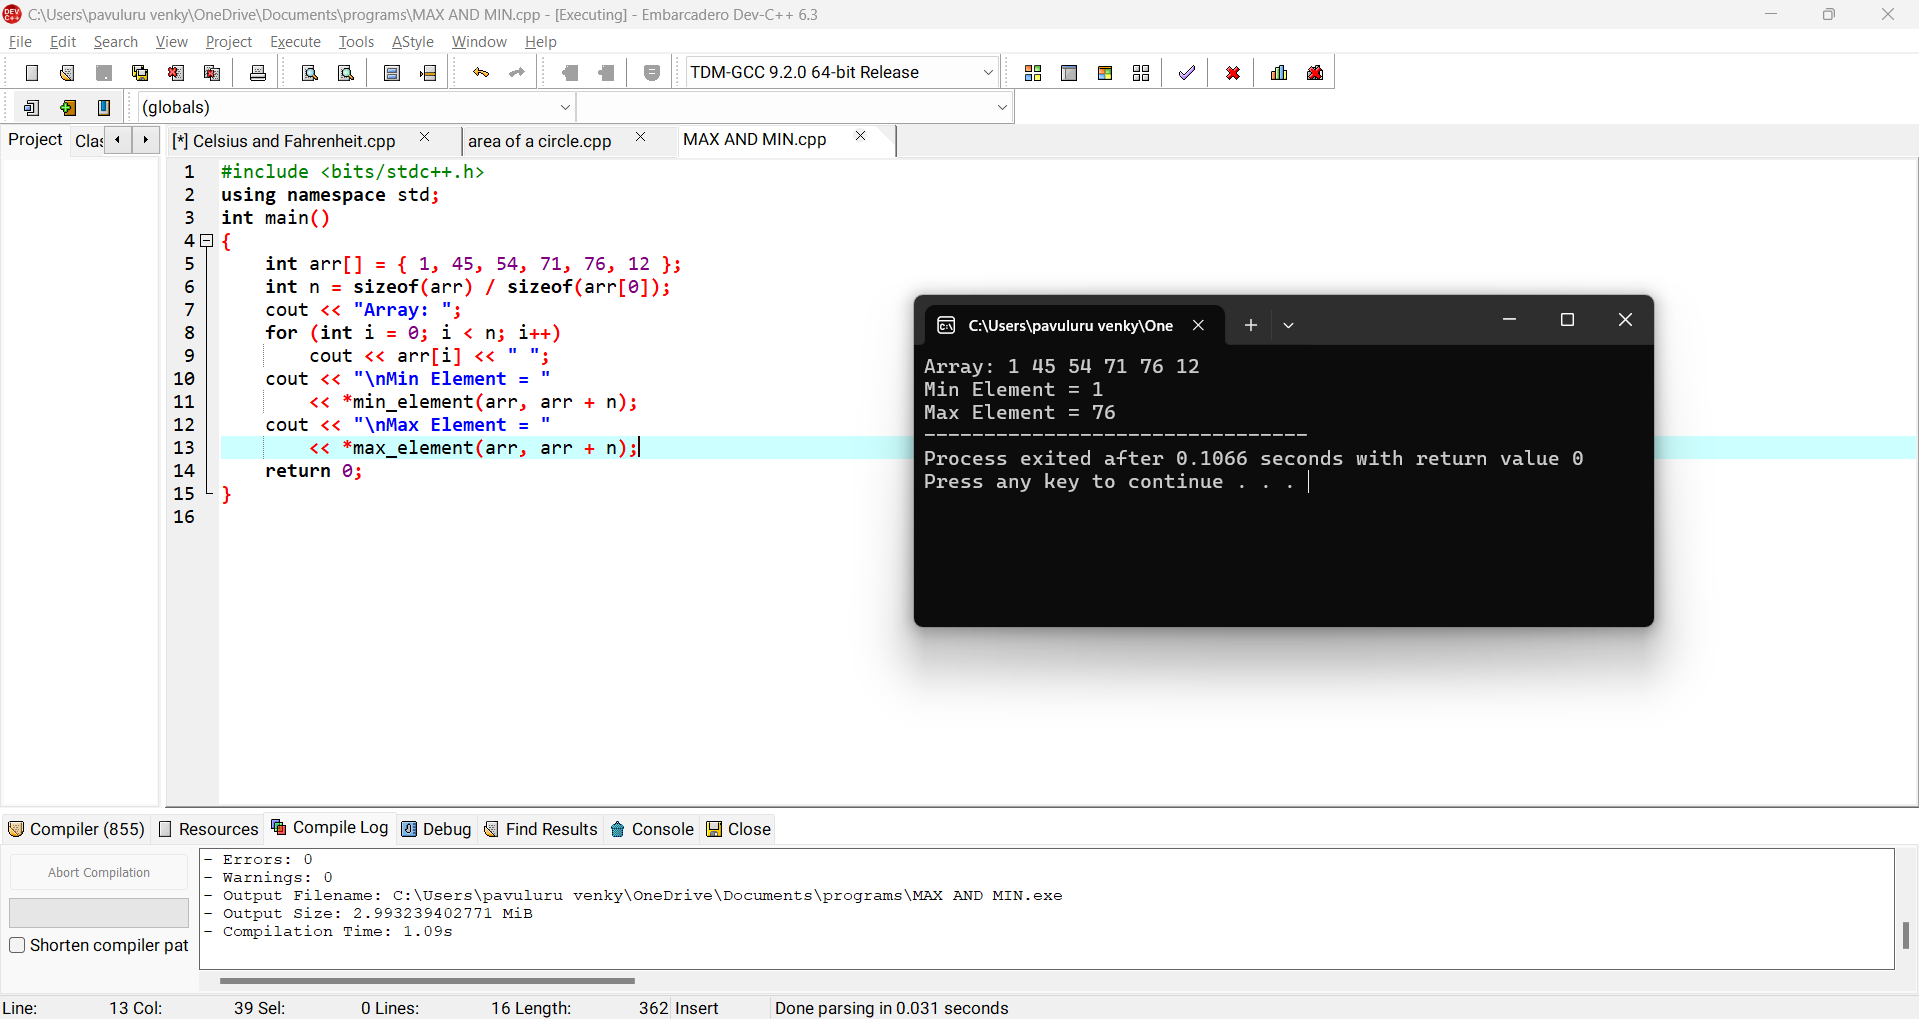 C:\Users\pavuluru venky\OneDrive\Documents\programs\MAX AND MIN.cpp - [Executing] - Embarcadero Dev-C++ 6.3
File Edit Search View Project Execute Tools AStyle Window Help
TDM-GCC 9.2.0 64-bit Release
(globals)
Project Clas [*] Celsius and Fahrenheit.cpp area of a circle.cpp MAX AND MIN.cpp
1 #include <bits/stdc++.h>
2 using namespace std;
3 int main()
4 {
5 int arr[] = { 1, 45, 54, 71, 76, 12 };
6 int n = sizeof(arr) / sizeof(arr[0]);
7 cout << "Array: ";
8 for (int i = 0; i < n; i++)
9 cout << arr[i] << " ";
10 cout << "\nMin Element = "
11 << *min_element(arr, arr + n);
12 cout << "\nMax Element = "
13 << *max_element(arr, arr + n);
14 return 0;
15 }
16
C:\Users\pavuluru venky\One
Array: 1 45 54 71 76 12
Min Element = 1
Max Element = 76
--------------------------------
Process exited after 0.1066 seconds with return value 0
Press any key to continue . . .
Compiler (855) Resources Compile Log Debug Find Results Console Close
Abort Compilation
Shorten compiler pat
- Errors: 0
- Warnings: 0
- Output Filename: C:\Users\pavuluru venky\OneDrive\Documents\programs\MAX AND MIN.exe
- Output Size: 2.993239402771 MiB
- Compilation Time: 1.09s
Line: 13 Col: 39 Sel: 0 Lines: 16 Length: 362 Insert Done parsing in 0.031 seconds